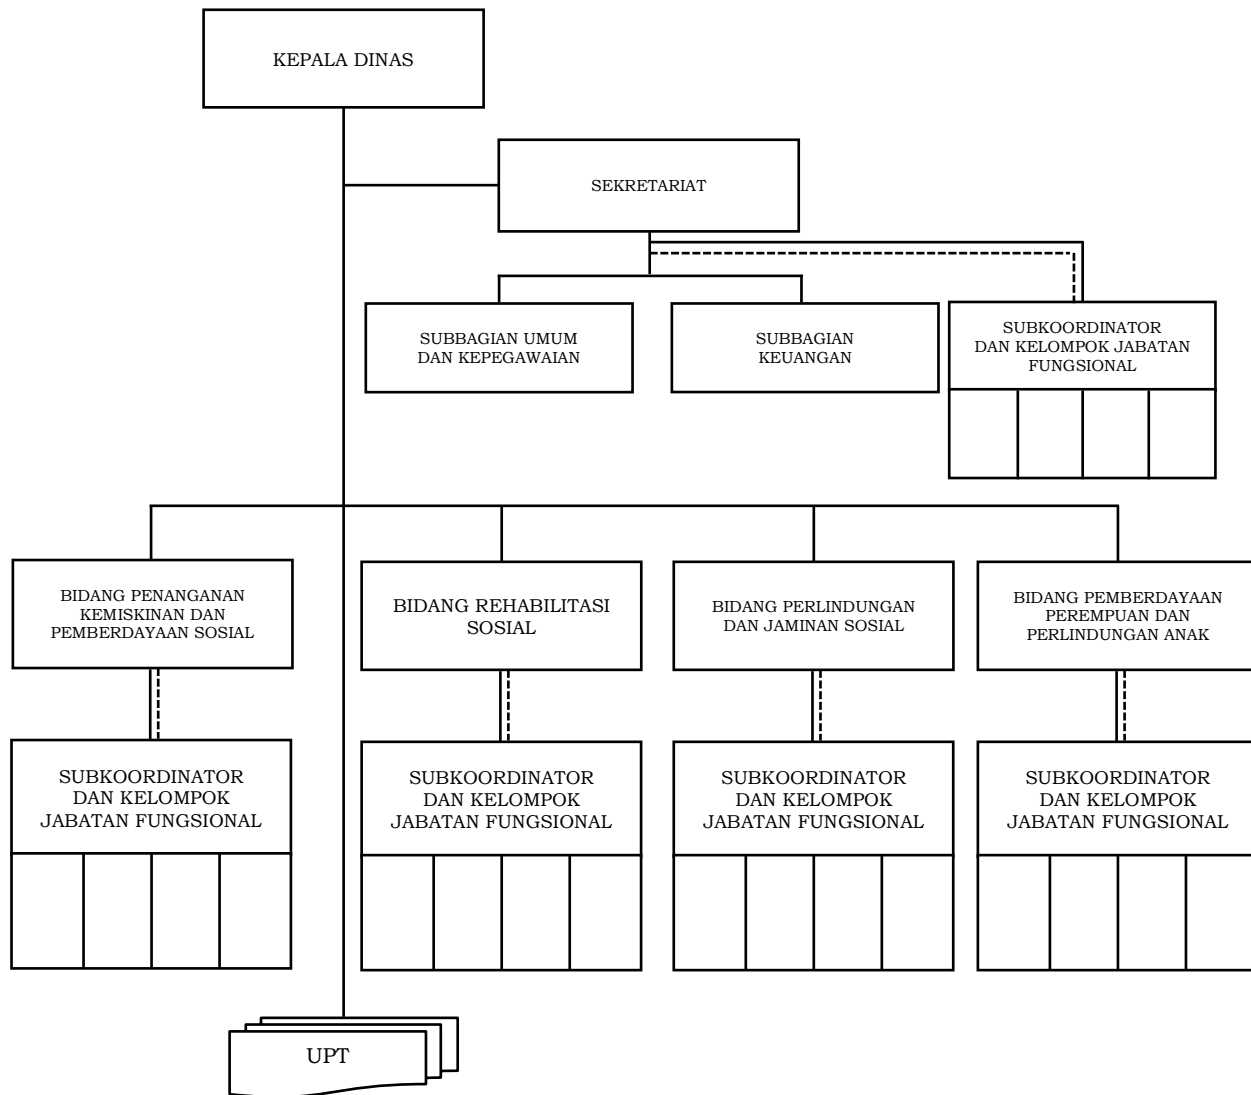 KEPALA DINAS
SEKRETARIAT
SUBBAGIAN UMUM
DAN KEPEGAWAIAN
SUBBAGIAN
KEUANGAN
SUBKOORDINATOR
DAN KELOMPOK JABATAN
FUNGSIONAL
BIDANG PENANGANAN
KEMISKINAN DAN
PEMBERDAYAAN SOSIAL
BIDANG REHABILITASI
SOSIAL
BIDANG PERLINDUNGAN
DAN JAMINAN SOSIAL
BIDANG PEMBERDAYAAN
PEREMPUAN DAN
PERLINDUNGAN ANAK
SUBKOORDINATOR
DAN KELOMPOK
JABATAN FUNGSIONAL
SUBKOORDINATOR
DAN KELOMPOK
JABATAN FUNGSIONAL
SUBKOORDINATOR
DAN KELOMPOK
JABATAN FUNGSIONAL
SUBKOORDINATOR
DAN KELOMPOK
JABATAN FUNGSIONAL
UPT